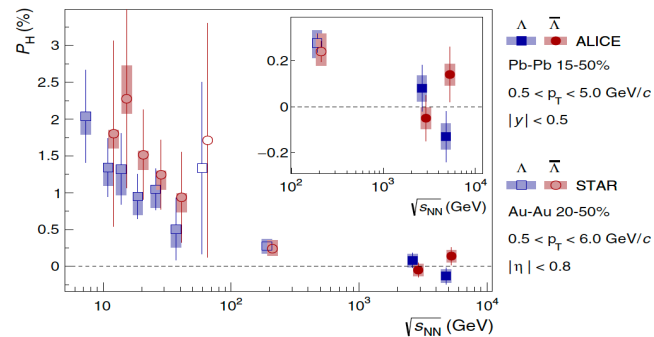 P_H (%)
3.5
3
2.5
2
1.5
1
0.5
0
10
10²
10³
10⁴
√s_NN (GeV)
0.2
0
−0.2
10²
10³
10⁴
√s_NN (GeV)
Λ Λ̅
ALICE
Pb-Pb 15-50%
0.5 < p_T < 5.0 GeV/c
|y| < 0.5
Λ Λ̅
STAR
Au-Au 20-50%
0.5 < p_T < 6.0 GeV/c
|η| < 0.8